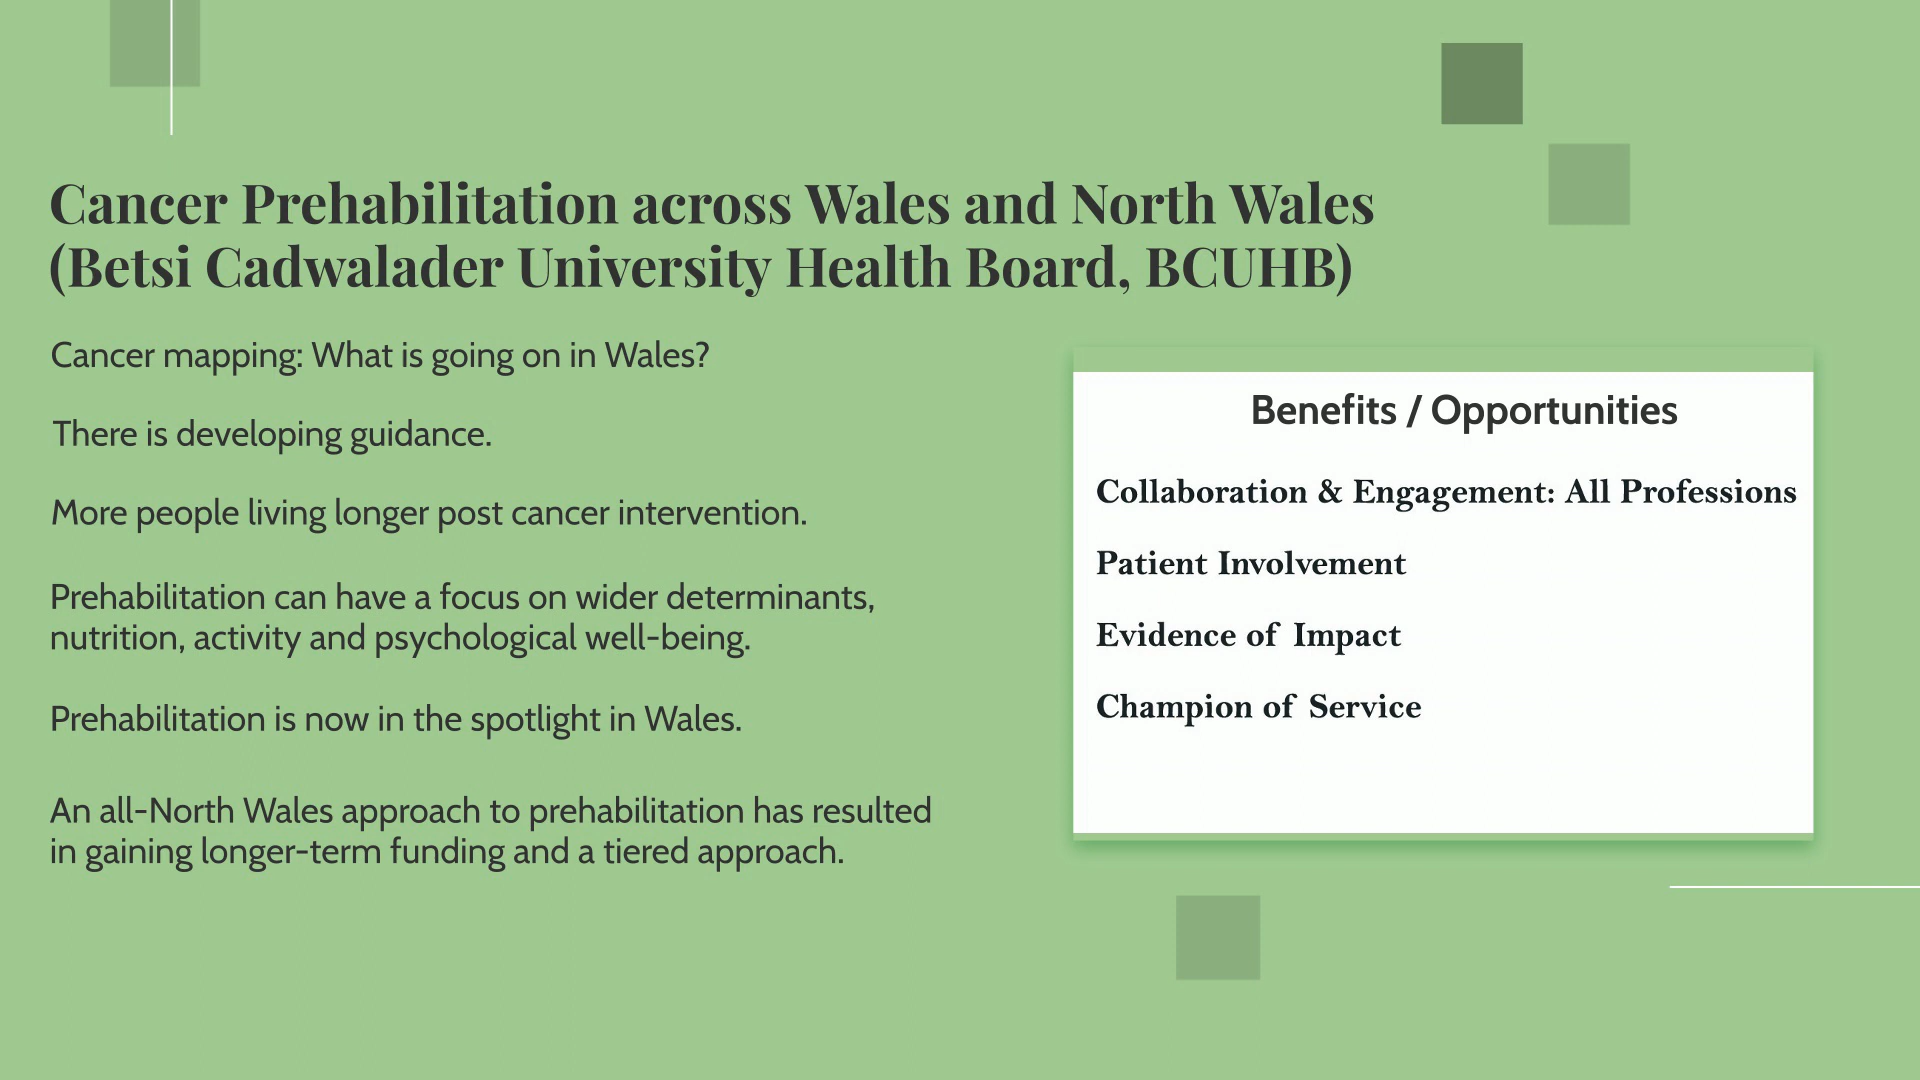 Cancer Prehabilitation across Wales and North Wales
(Betsi Cadwalader University Health Board, BCUHB)
Cancer mapping: What is going on in Wales?
There is developing guidance.
More people living longer post cancer intervention.
Prehabilitation can have a focus on wider determinants,
nutrition, activity and psychological well-being.
Prehabilitation is now in the spotlight in Wales.
An all-North Wales approach to prehabilitation has resulted
in gaining longer-term funding and a tiered approach.
Benefits / Opportunities
Collaboration & Engagement: All Professions
Patient Involvement
Evidence of Impact
Champion of Service